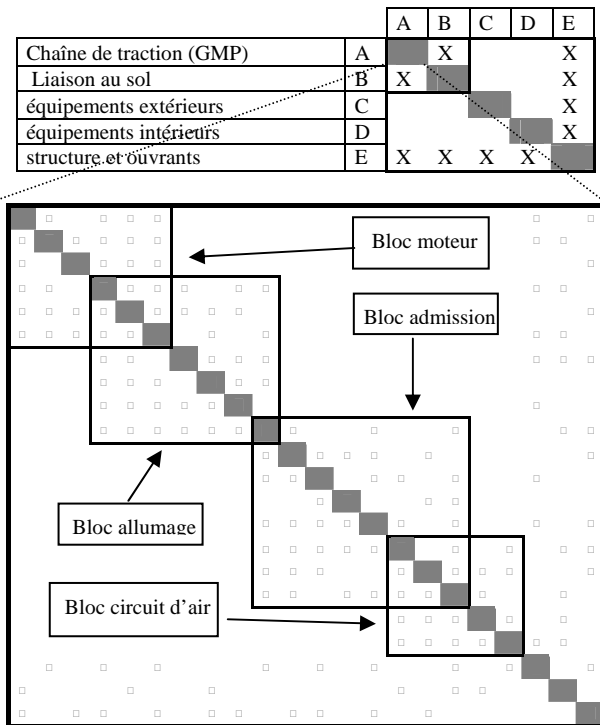 A B C D E
Chaîne de traction (GMP) A X X
Liaison au sol B X X
équipements extérieurs C X
équipements intérieurs D X
structure et ouvrants E X X X X
Bloc moteur
Bloc admission
Bloc allumage
Bloc circuit d'air